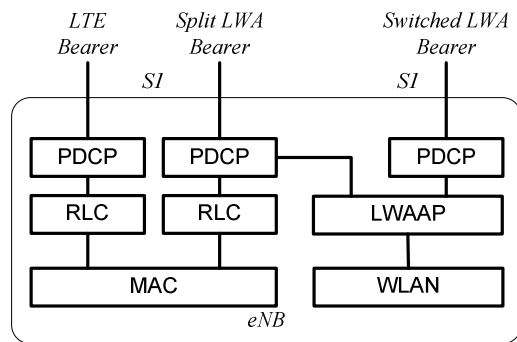 LTE
Bearer
Split LWA
Bearer
Switched LWA
Bearer
S1
S1
PDCP
PDCP
PDCP
RLC
RLC
LWAAP
MAC
WLAN
eNB